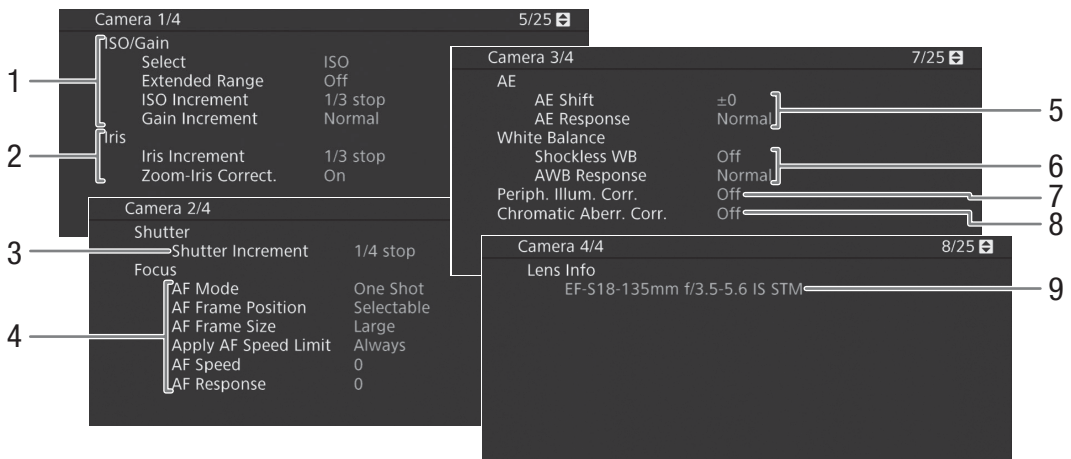 Camera 1/4 5/25
ISO/Gain
Select ISO
Extended Range Off
ISO Increment 1/3 stop
Gain Increment Normal
Iris
Iris Increment 1/3 stop
Zoom-Iris Correct. On
1
2
Camera 2/4
Shutter
Shutter Increment 1/4 stop
Focus
AF Mode One Shot
AF Frame Position Selectable
AF Frame Size Large
Apply AF Speed Limit Always
AF Speed 0
AF Response 0
3
4
Camera 3/4 7/25
AE
AE Shift ±0
AE Response Normal
White Balance
Shockless WB Off
AWB Response Normal
Periph. Illum. Corr. Off
Chromatic Aberr. Corr. Off
5
6
7
8
Camera 4/4 8/25
Lens Info
EF-S18-135mm f/3.5-5.6 IS STM
9